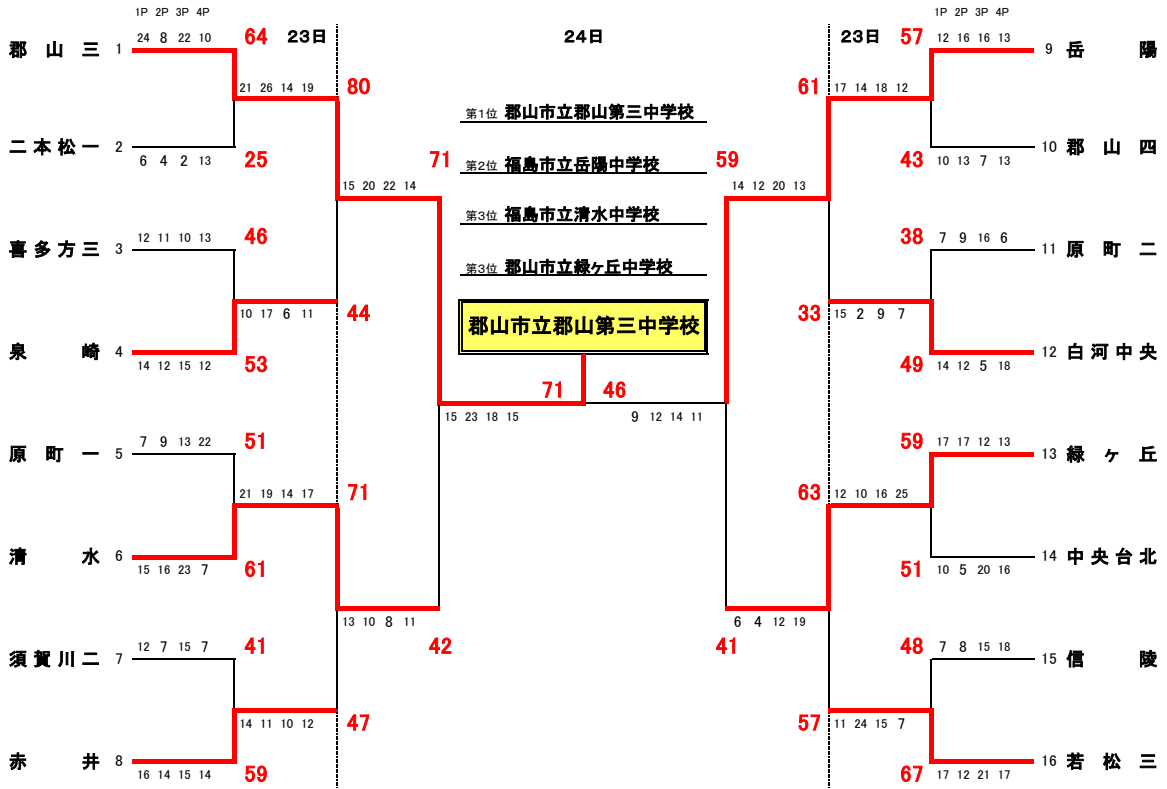 1P 2P 3P 4P
1P 2P 3P 4P
24 8 22 10
64
23日
24日
23日
57
12 16 16 13
郡山三 1
9 岳陽
21 26 14 19
80
61
17 14 18 12
第1位 郡山市立郡山第三中学校
二本松一 2
10 郡山四
6 4 2 13
25
71
第2位 福島市立岳陽中学校
59
43
10 13 7 13
15 20 22 14
14 12 20 13
第3位 福島市立清水中学校
12 11 10 13
46
38
7 9 16 6
喜多方三 3
11 原町二
第3位 郡山市立緑ヶ丘中学校
10 17 6 11
44
33
15 2 9 7
郡山市立郡山第三中学校
泉崎 4
12 白河中央
14 12 15 12
53
49
14 12 5 18
71
46
15 23 18 15
9 12 14 11
7 9 13 22
51
59
17 17 12 13
原町一 5
13 緑ヶ丘
21 19 14 17
71
63
12 10 16 25
清水 6
14 中央台北
15 16 23 7
61
51
10 5 20 16
13 10 8 11
6 4 12 19
12 7 15 7
41
42
41
48
7 8 15 18
須賀川二 7
15 信陵
14 11 10 12
47
57
11 24 15 7
赤井 8
16 若松三
16 14 15 14
59
67
17 12 21 17